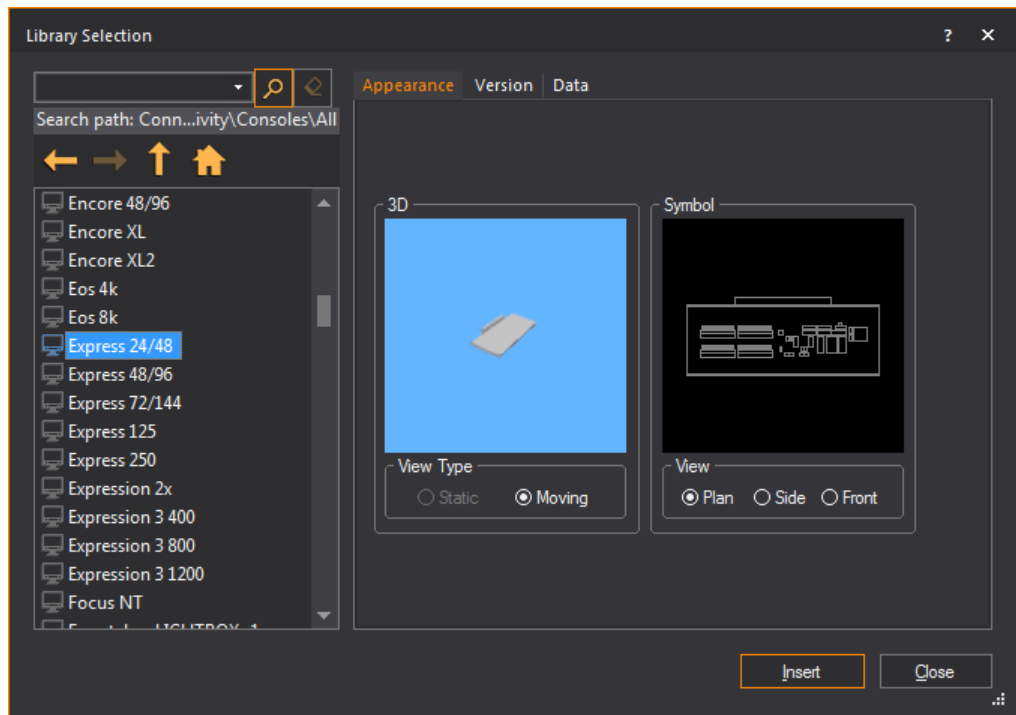 Library Selection
?
Search path: Conn...ivity\Consoles\All
Encore 48/96
Encore XL
Encore XL2
Eos 4k
Eos 8k
Express 24/48
Express 48/96
Express 72/144
Express 125
Express 250
Expression 2x
Expression 3 400
Expression 3 800
Expression 3 1200
Focus NT
Appearance Version Data
3D
View Type
Static Moving
Symbol
View
Plan Side Front
Insert Close